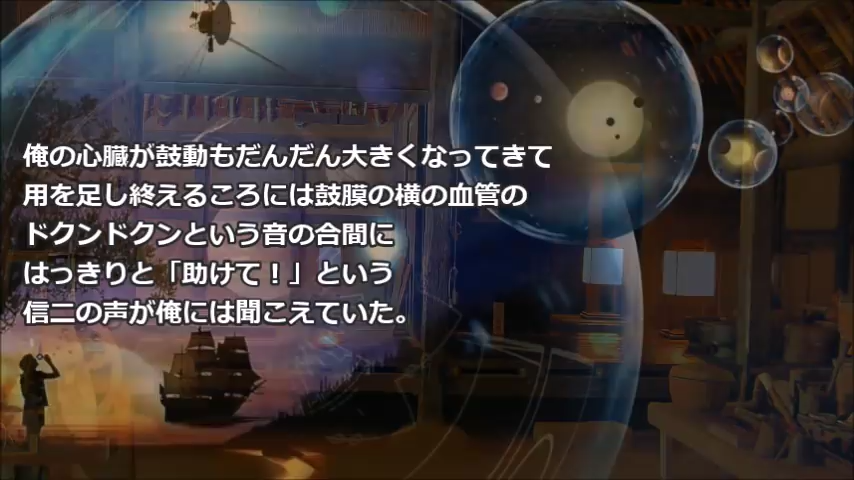 俺の心臓が鼓動もだんだん大きくなってきて
用を足し終えるころには鼓膜の横の血管の
ドクンドクンという音の合間に
はっきりと「助けて！」という
信二の声が俺には聞こえていた。